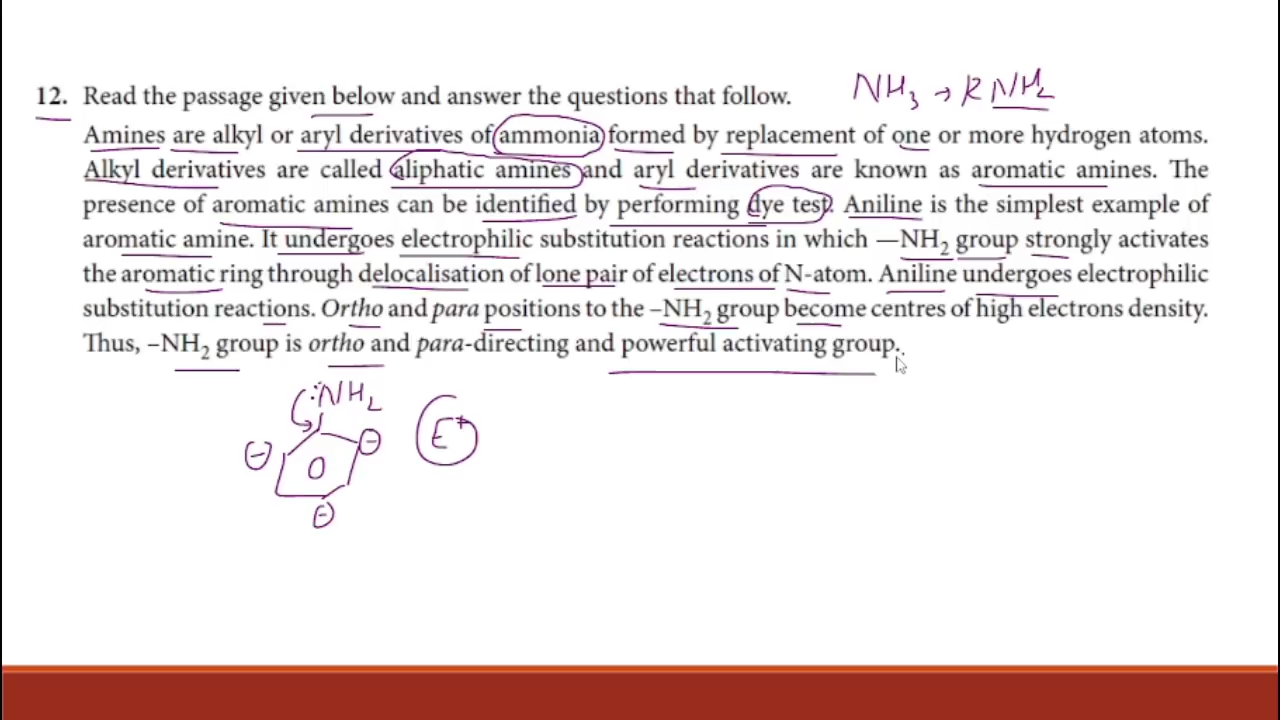 NH₃ → RNH₂
12. Read the passage given below and answer the questions that follow.
Amines are alkyl or aryl derivatives of ammonia formed by replacement of one or more hydrogen atoms.
Alkyl derivatives are called aliphatic amines and aryl derivatives are known as aromatic amines. The
presence of aromatic amines can be identified by performing dye test. Aniline is the simplest example of
aromatic amine. It undergoes electrophilic substitution reactions in which —NH₂ group strongly activates
the aromatic ring through delocalisation of lone pair of electrons of N-atom. Aniline undergoes electrophilic
substitution reactions. Ortho and para positions to the –NH₂ group become centres of high electrons density.
Thus, –NH₂ group is ortho and para-directing and powerful activating group.
:NH₂
E⁺